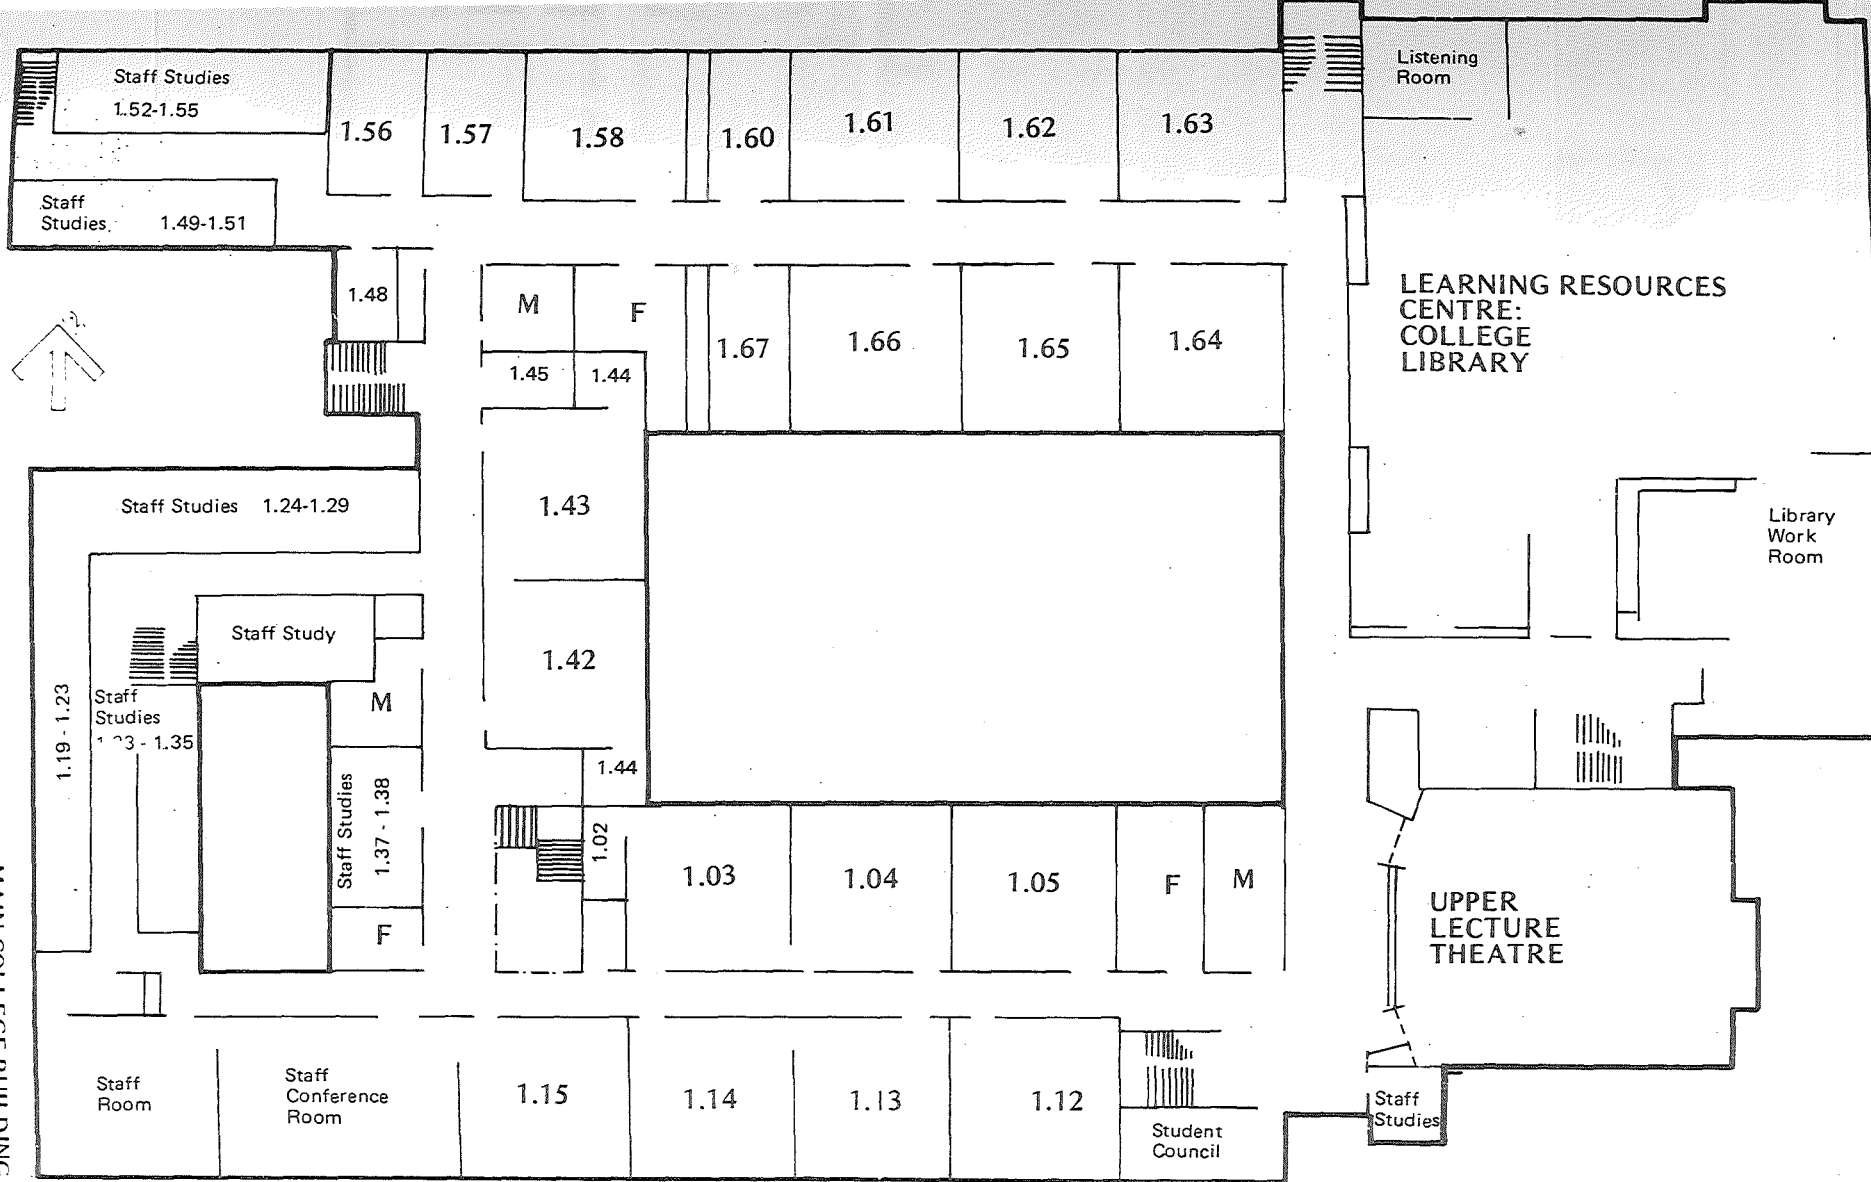 Staff Studies
1.52-1.55
1.56
1.57
1.58
1.60
1.61
1.62
1.63
Listening
Room
Staff
Studies 1.49-1.51
1.48
M
F
1.67
1.66
1.65
1.64
LEARNING RESOURCES
CENTRE:
COLLEGE
LIBRARY
1.45
1.44
Staff Studies 1.24-1.29
1.43
Library
Work
Room
Staff Study
1.42
1.19 - 1.23
Staff
Studies
- 1.35
M
1.44
Staff Studies
1.37 - 1.38
1.02
1.03
1.04
1.05
F
M
UPPER
LECTURE
THEATRE
F
Staff
Room
Staff
Conference
Room
1.15
1.14
1.13
1.12
Student
Council
Staff
Studies
MAIN COLLEGE BUILDING